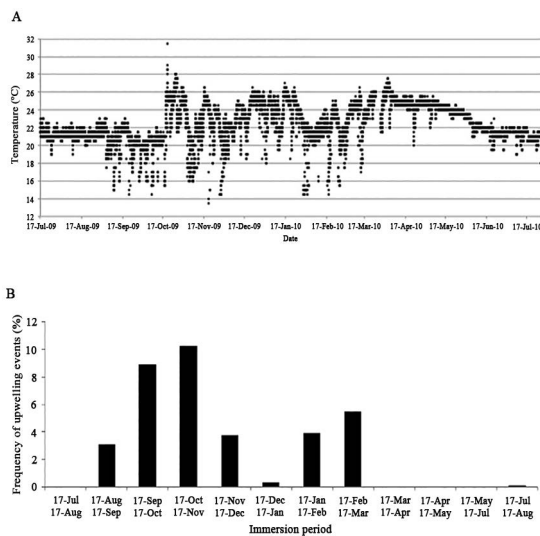 A
32
30
28
26
24
22
20
18
16
14
12
Temperature (°C)
17-Jul-09 17-Aug-09 17-Sep-09 17-Oct-09 17-Nov-09 17-Dec-09 17-Jan-10 17-Feb-10 17-Mar-10 17-Apr-10 17-May-10 17-Jun-10 17-Jul-10
Date
B
12
10
8
6
4
2
0
Frequency of upwelling events (%)
17-Jul 17-Aug 17-Sep 17-Oct 17-Nov 17-Dec 17-Jan 17-Feb 17-Mar 17-Apr 17-May 17-Jul
17-Aug 17-Sep 17-Oct 17-Nov 17-Dec 17-Jan 17-Feb 17-Mar 17-Apr 17-May 17-Jul 17-Aug
Immersion period